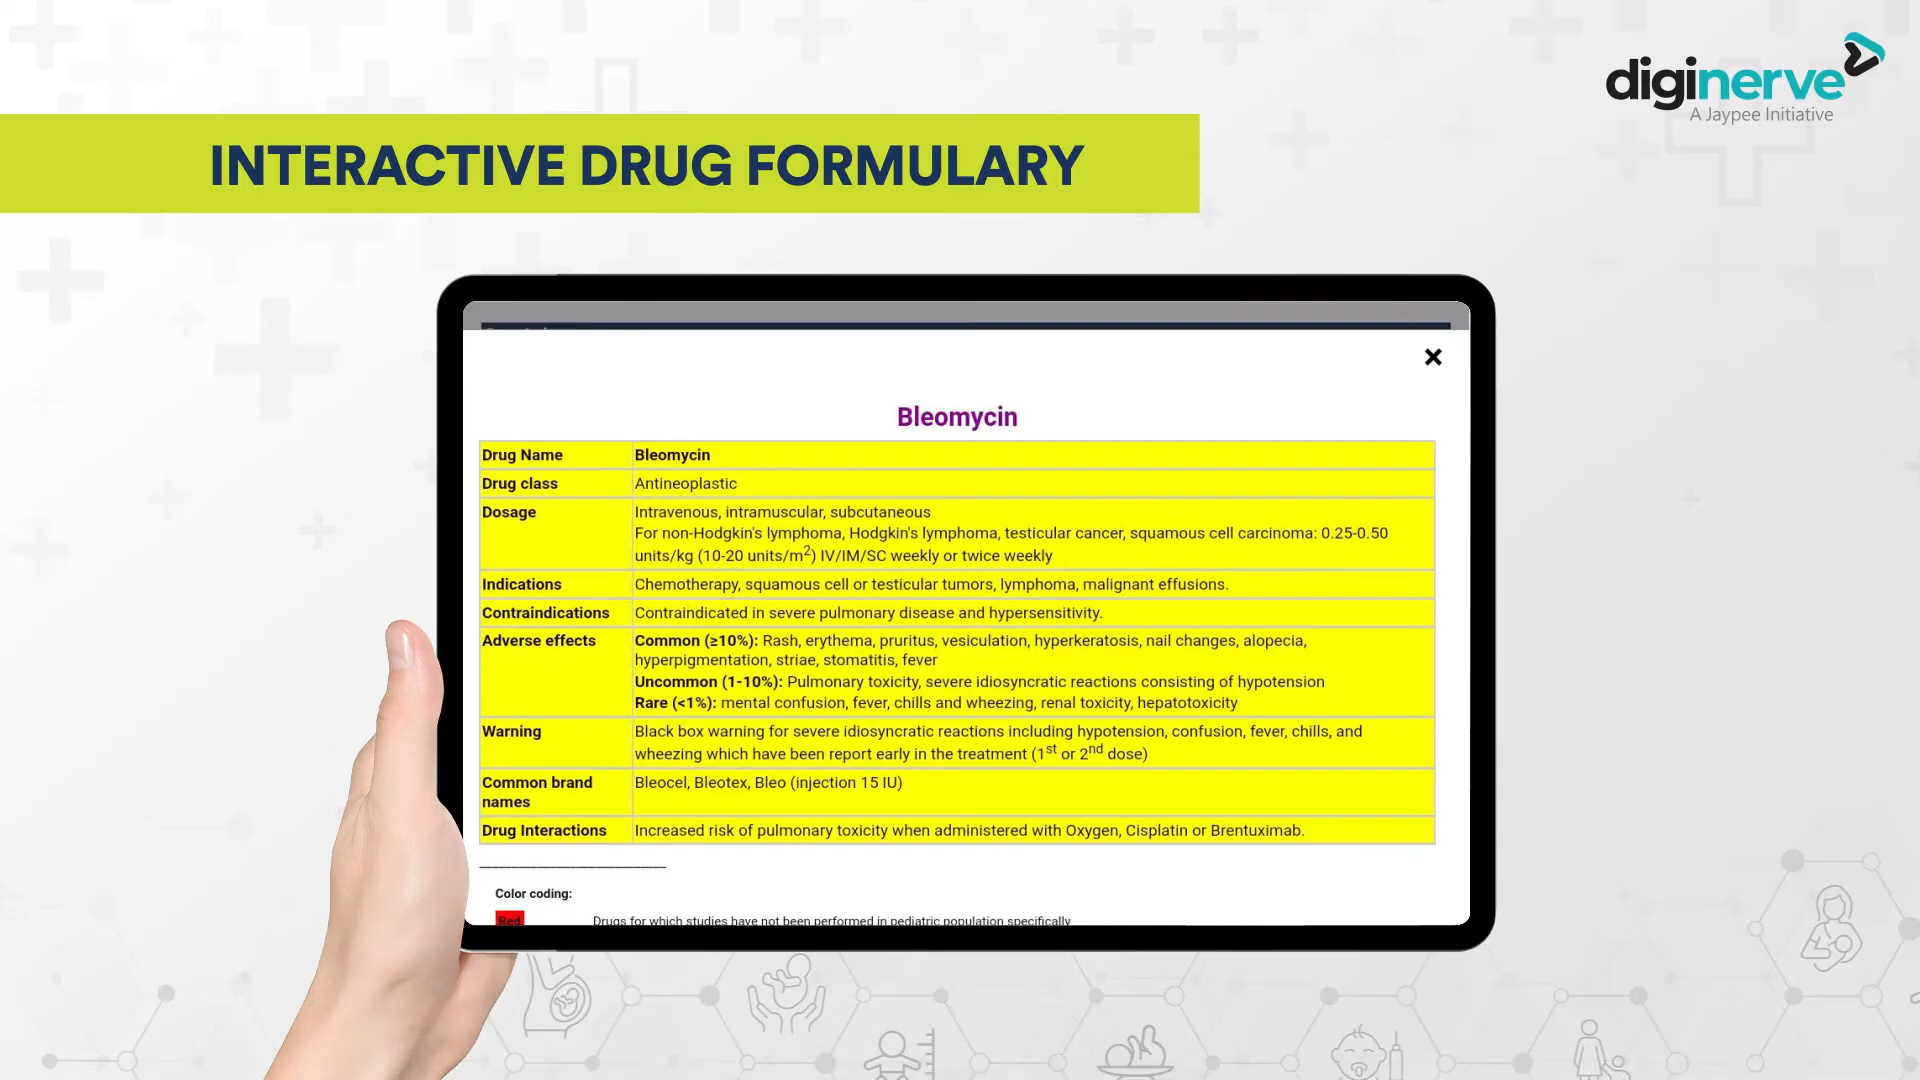 diginerve
A Jaypee Initiative
INTERACTIVE DRUG FORMULARY
Bleomycin
Drug Name Bleomycin
Drug class Antineoplastic
Dosage Intravenous, intramuscular, subcutaneous
For non-Hodgkin's lymphoma, Hodgkin's lymphoma, testicular cancer, squamous cell carcinoma: 0.25-0.50
units/kg (10-20 units/m2) IV/IM/SC weekly or twice weekly
Indications Chemotherapy, squamous cell or testicular tumors, lymphoma, malignant effusions.
Contraindications Contraindicated in severe pulmonary disease and hypersensitivity.
Adverse effects Common (≥10%): Rash, erythema, pruritus, vesiculation, hyperkeratosis, nail changes, alopecia,
hyperpigmentation, striae, stomatitis, fever
Uncommon (1-10%): Pulmonary toxicity, severe idiosyncratic reactions consisting of hypotension
Rare (<1%): mental confusion, fever, chills and wheezing, renal toxicity, hepatotoxicity
Warning Black box warning for severe idiosyncratic reactions including hypotension, confusion, fever, chills, and
wheezing which have been report early in the treatment (1st or 2nd dose)
Common brand names Bleocel, Bleotex, Bleo (injection 15 IU)
Drug Interactions Increased risk of pulmonary toxicity when administered with Oxygen, Cisplatin or Brentuximab.
Color coding:
Red Drugs for which studies have not been performed in pediatric population specifically